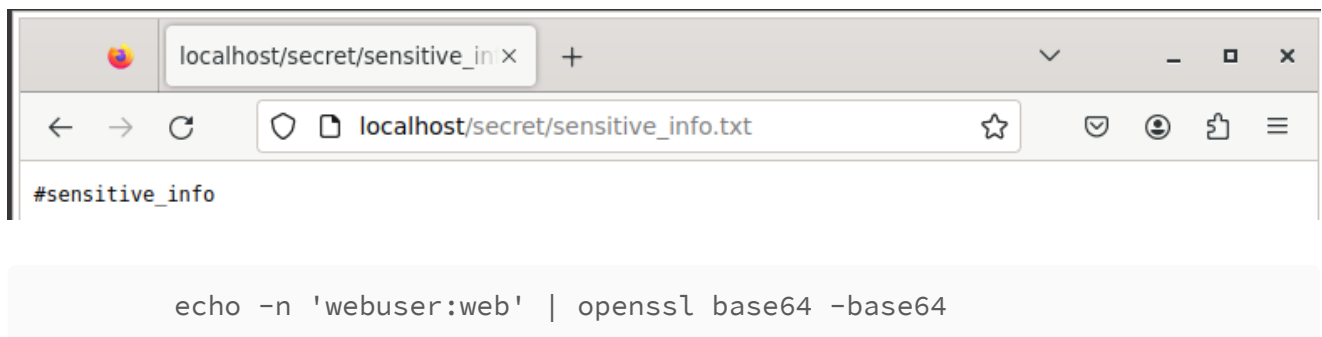 localhost/secret/sensitive_in
localhost/secret/sensitive_info.txt
#sensitive_info
echo -n 'webuser:web' | openssl base64 -base64